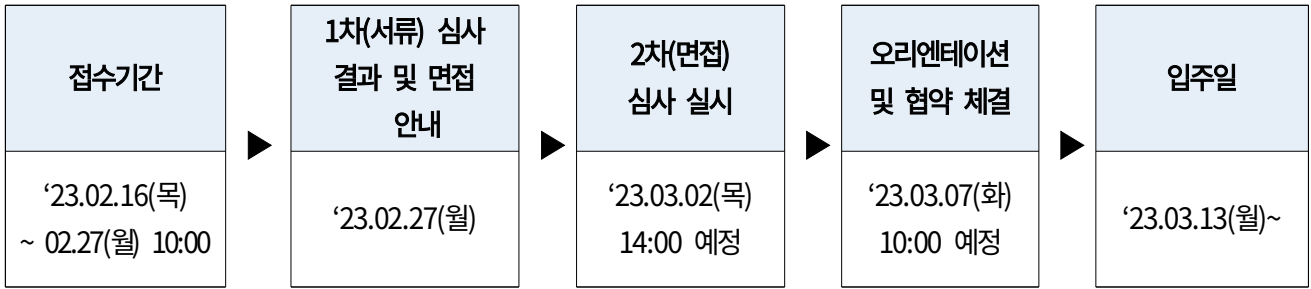 접수기간
‘23.02.16(목)
~ 02.27(월) 10:00
▶
1차(서류) 심사
결과 및 면접
안내
‘23.02.27(월)
▶
2차(면접)
심사 실시
‘23.03.02(목)
14:00 예정
▶
오리엔테이션
및 협약 체결
‘23.03.07(화)
10:00 예정
▶
입주일
‘23.03.13(월)~